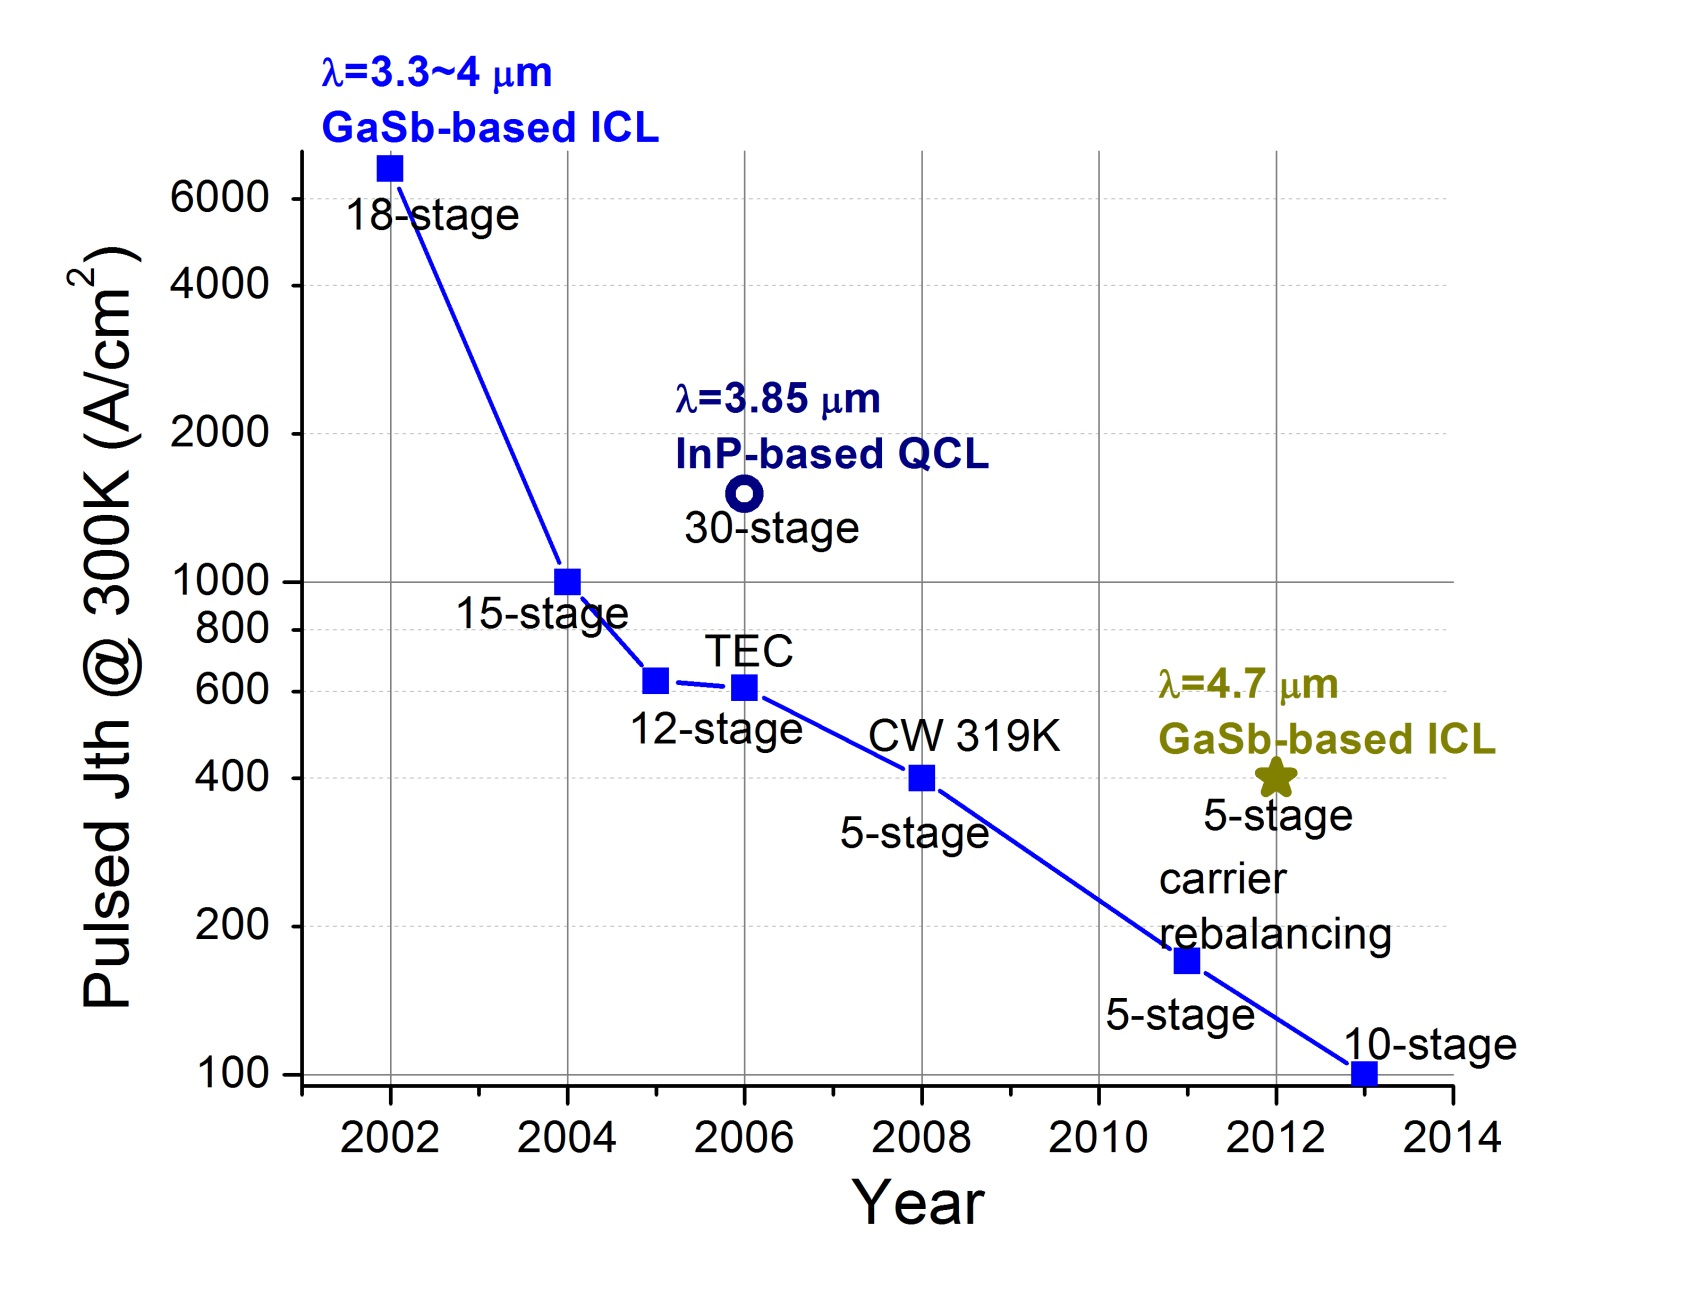 λ=3.3~4 μm
GaSb-based ICL
18-stage
λ=3.85 μm
InP-based QCL
30-stage
15-stage
TEC
12-stage
CW 319K
5-stage
λ=4.7 μm
GaSb-based ICL
5-stage
carrier
rebalancing
5-stage
10-stage
6000
4000
2000
1000
800
600
400
200
100
Pulsed Jth @ 300K (A/cm²)
2002 2004 2006 2008 2010 2012 2014
Year